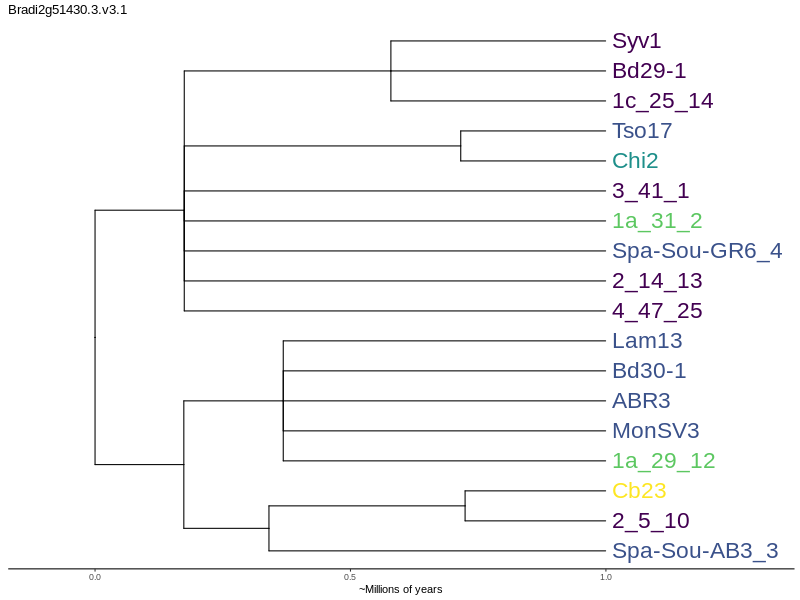 Bradi2g51430.3.v3.1
Syv1
Bd29-1
1c_25_14
Tso17
Chi2
3_41_1
1a_31_2
Spa-Sou-GR6_4
2_14_13
4_47_25
Lam13
Bd30-1
ABR3
MonSV3
1a_29_12
Cb23
2_5_10
Spa-Sou-AB3_3
0.0 0.5 1.0
~Millions of years